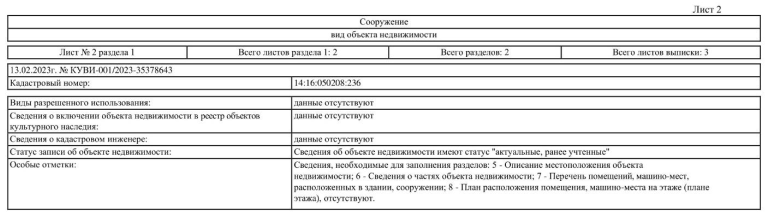 Лист 2
Сооружение
вид объекта недвижимости
Лист № 2 раздела 1 Всего листов раздела 1: 2 Всего разделов: 2 Всего листов выписки: 3
13.02.2023г. № КУВИ-001/2023-35378643
Кадастровый номер: 14:16:050208:236
Виды разрешенного использования: данные отсутствуют
Сведения о включении объекта недвижимости в реестр объектов данные отсутствуют
культурного наследия:
Сведения о кадастровом инженере: данные отсутствуют
Статус записи об объекте недвижимости: Сведения об объекте недвижимости имеют статус "актуальные, ранее учтенные"
Особые отметки: Сведения, необходимые для заполнения разделов: 5 - Описание местоположения объекта
недвижимости; 6 - Сведения о частях объекта недвижимости; 7 - Перечень помещений, машино-мест,
расположенных в здании, сооружении; 8 - План расположения помещения, машино-места на этаже (плане
этажа), отсутствуют.